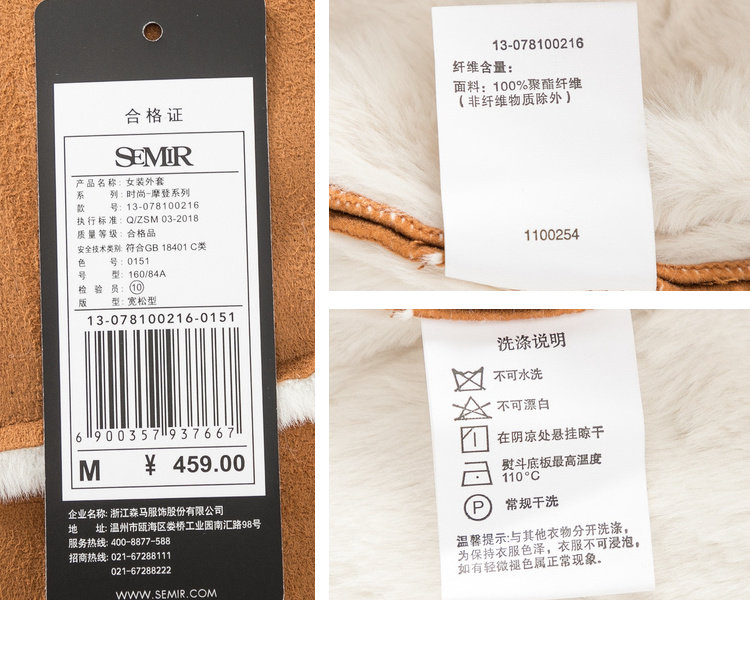 合格证
SEMIR
产品名称: 女装外套
系 列: 时尚-摩登系列
款 号: 13-078100216
执行标准: Q/ZSM 03-2018
质量等级: 合格品
安全技术类别: 符合GB 18401 C类
色 号: 0151
号 型: 160/84A
检 验 员: ⑩
版 型: 宽松型
13-078100216-0151
6 900357 937667
M ¥ 459.00
企业名称: 浙江森马服饰股份有限公司
地 址: 温州市瓯海区娄桥工业园南汇路98号
服务热线: 400-8877-588
招商热线: 021-67288111
021-67288222
WWW.SEMIR.COM
13-078100216
纤维含量:
面料: 100%聚酯纤维
(非纤维物质除外)
1100254
洗涤说明
不可水洗
不可漂白
在阴凉处悬挂晾干
熨斗底板最高温度
110°C
P 常规干洗
温馨提示:与其他衣物分开洗涤,
为保持衣服色泽, 衣服不可浸泡,
如有轻微褪色属正常现象.